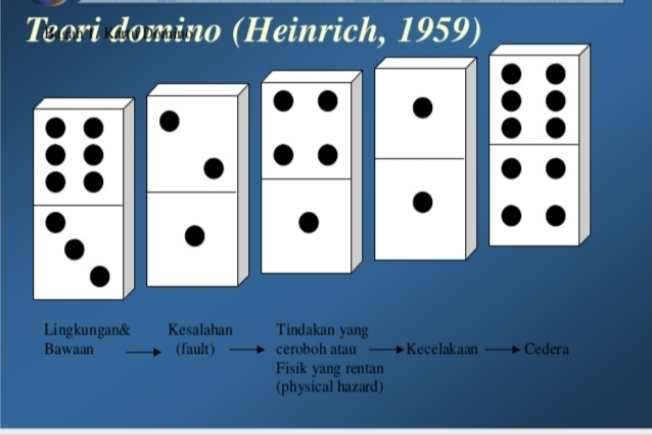 Teori domino (Heinrich, 1959)
Lingkungan& Bawaan
Kesalahan (fault)
Tindakan yang ceroboh atau Fisik yang rentan (physical hazard)
Kecelakaan
Cedera